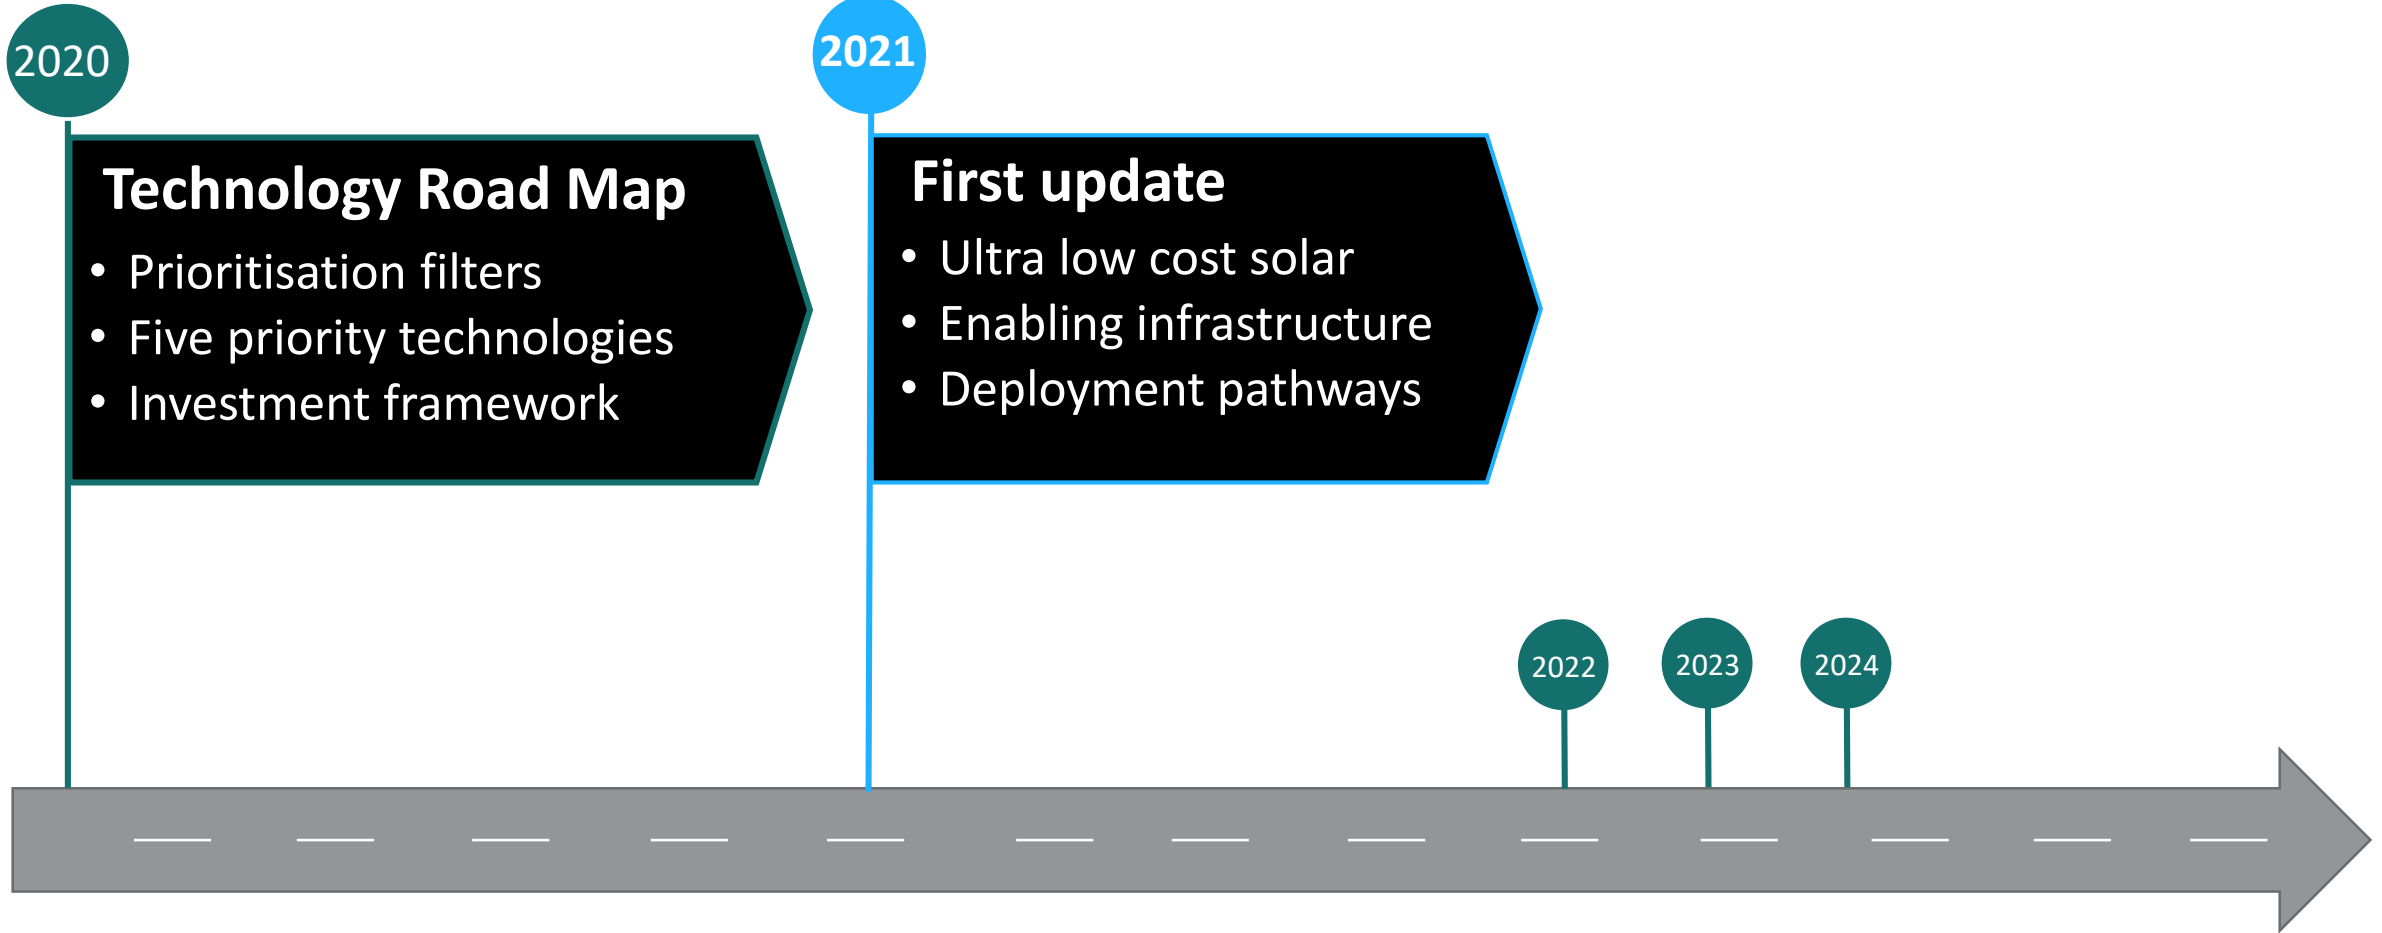 2020
Technology Road Map
• Prioritisation filters
• Five priority technologies
• Investment framework
2021
First update
• Ultra low cost solar
• Enabling infrastructure
• Deployment pathways
2022
2023
2024